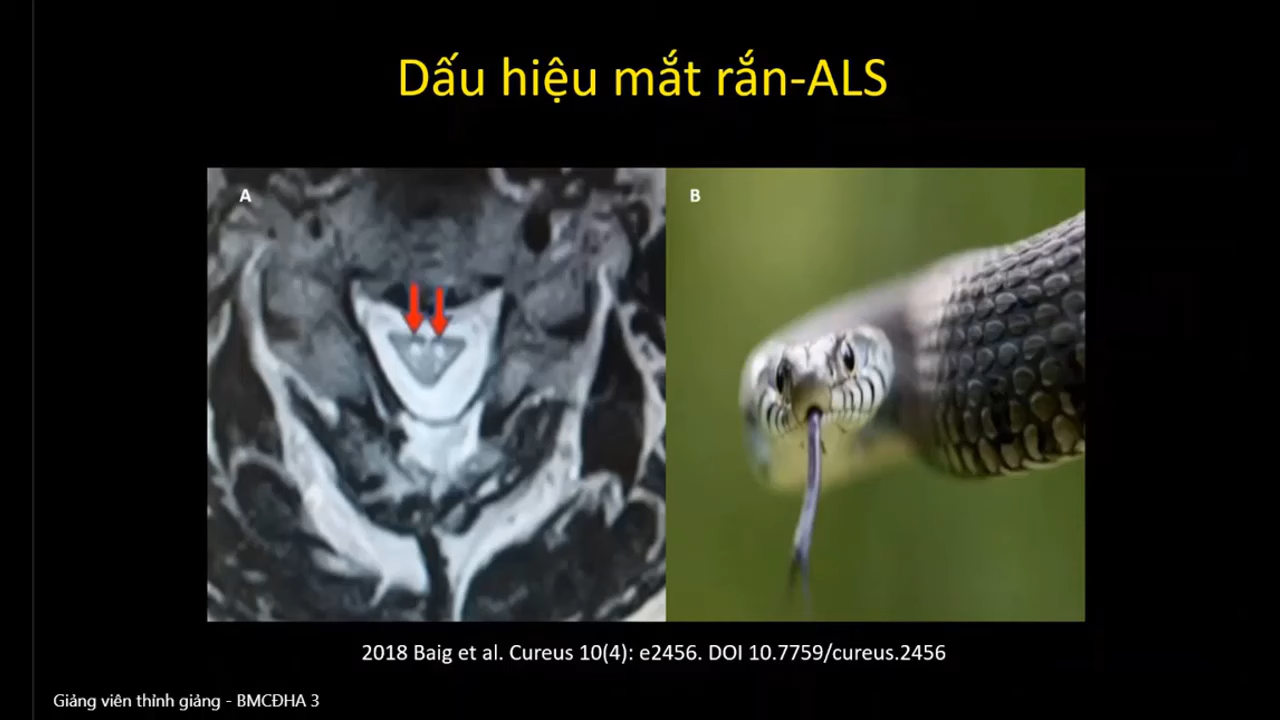 Dấu hiệu mắt rắn-ALS
A
B
2018 Baig et al. Cureus 10(4): e2456. DOI 10.7759/cureus.2456
Giảng viên thỉnh giảng - BMCĐHA 3